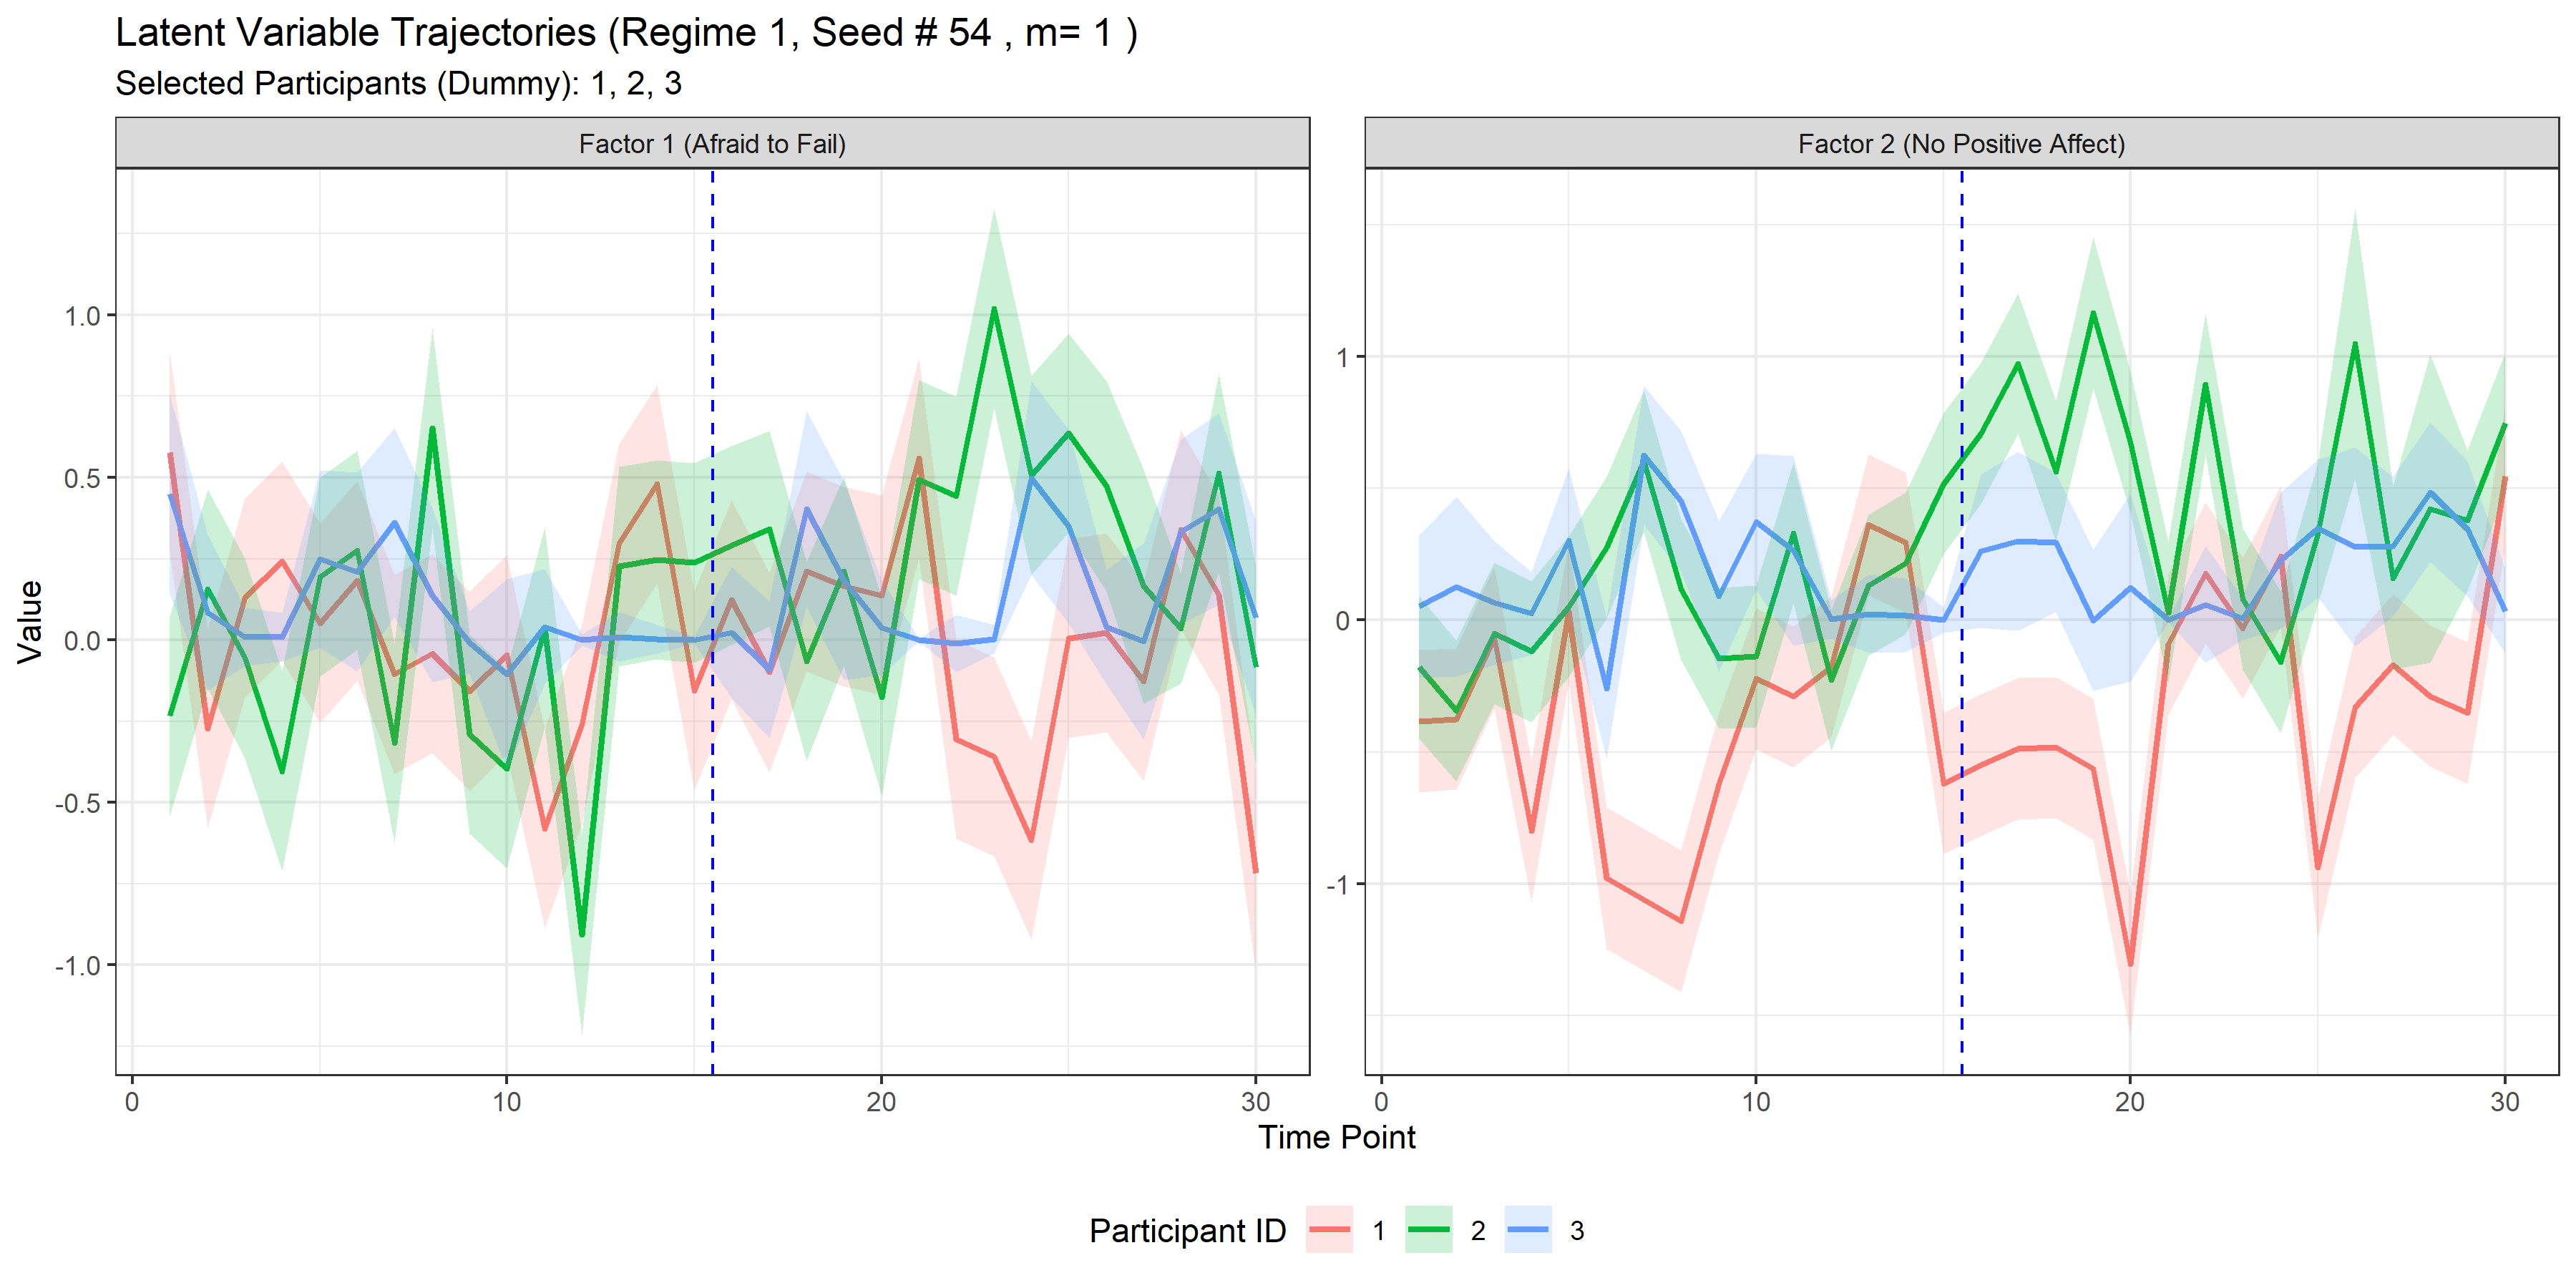 Latent Variable Trajectories (Regime 1, Seed # 54 , m= 1 )
Selected Participants (Dummy): 1, 2, 3
Factor 1 (Afraid to Fail)
Factor 2 (No Positive Affect)
Value
1.0
0.5
0.0
-0.5
-1.0
1
0
-1
0 10 20 30
0 10 20 30
Time Point
Participant ID 1 2 3